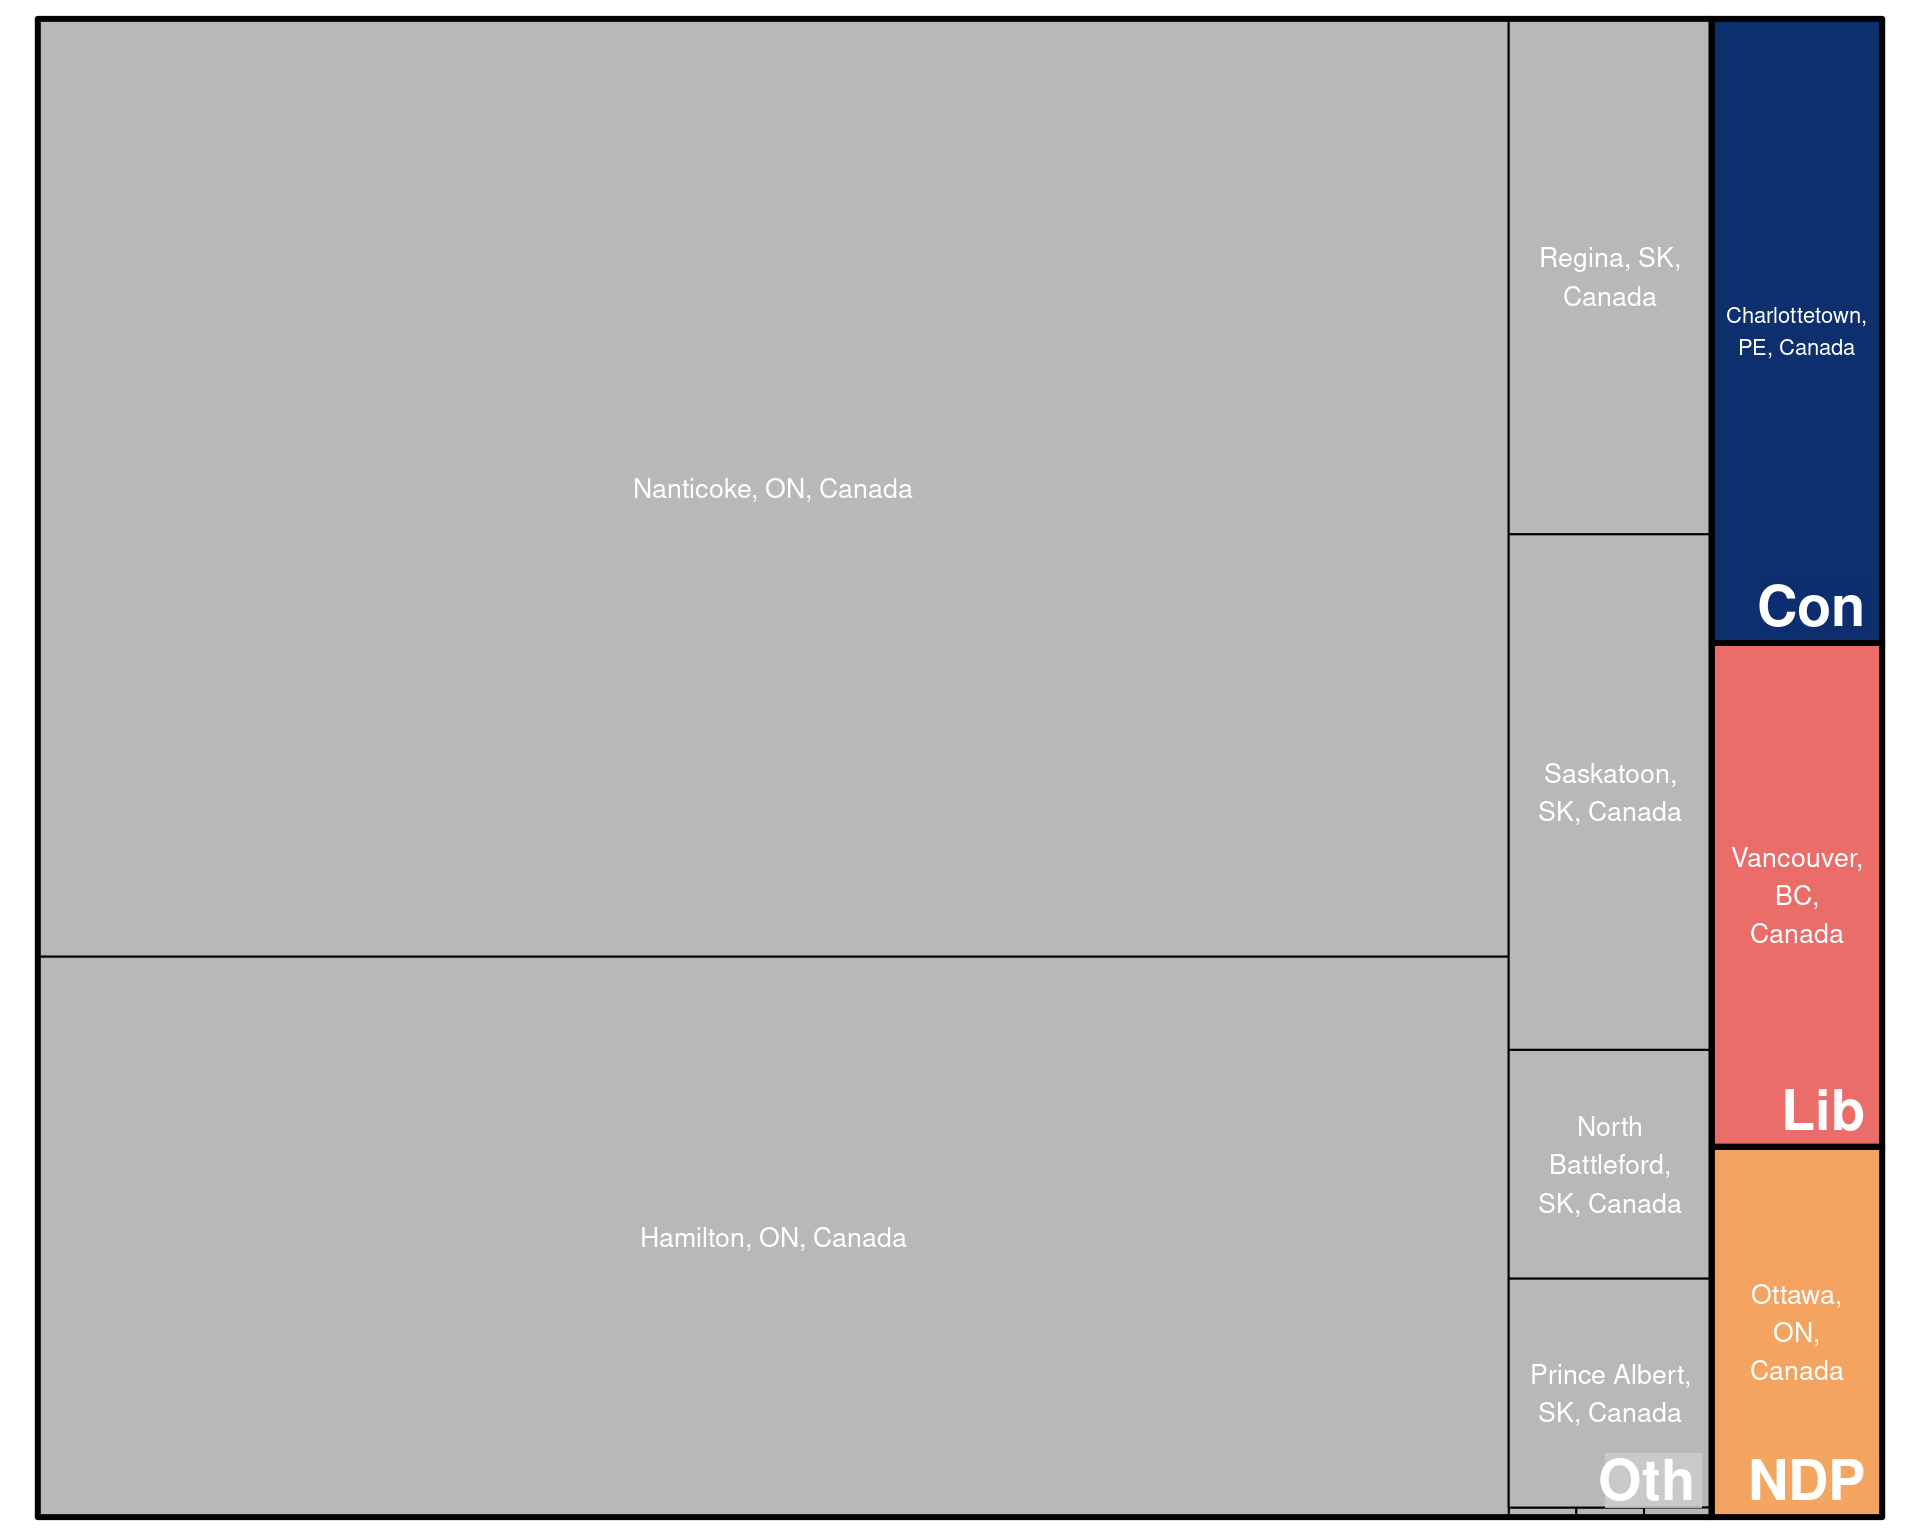 Nanticoke, ON, Canada
Hamilton, ON, Canada
Regina, SK,
Canada
Saskatoon,
SK, Canada
North
Battleford,
SK, Canada
Prince Albert,
SK, Canada
Oth
Charlottetown,
PE, Canada
Con
Vancouver,
BC,
Canada
Lib
Ottawa,
ON,
Canada
NDP